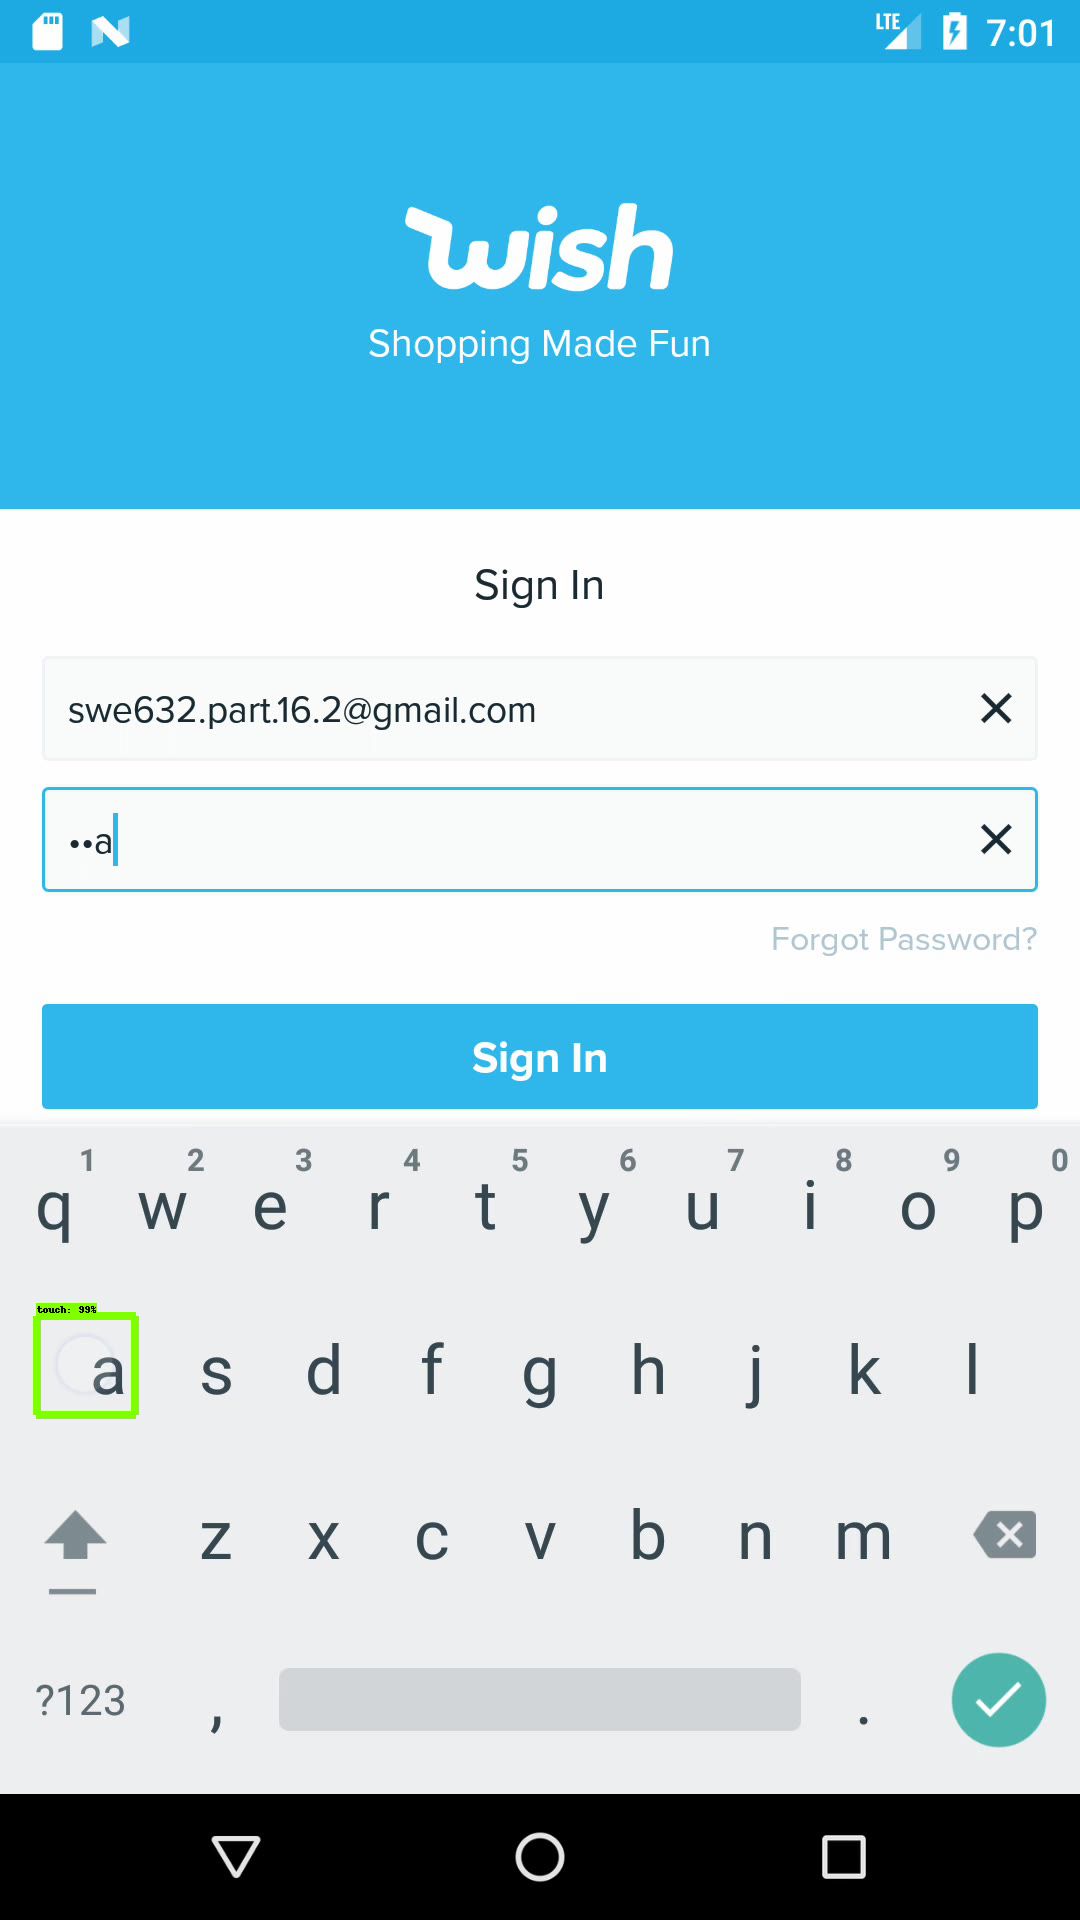 LTE 7:01
wish
Shopping Made Fun
Sign In
swe632.part.16.2@gmail.com
••a
Forgot Password?
Sign In
1 2 3 4 5 6 7 8 9 0
q w e r t y u i o p
touch: 99%
a s d f g h j k l
z x c v b n m
?123 , .